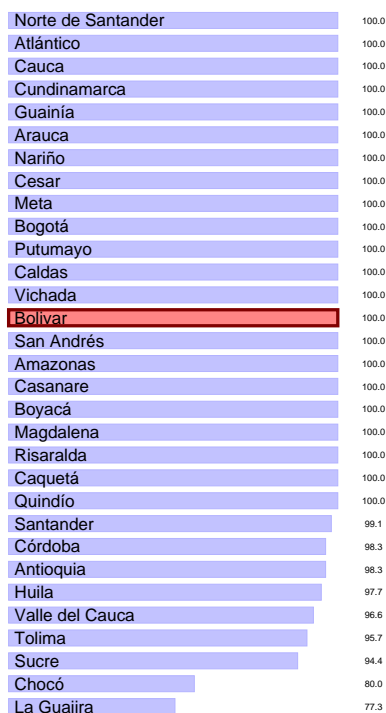 Norte de Santander 100.0
Atlántico 100.0
Cauca 100.0
Cundinamarca 100.0
Guainía 100.0
Arauca 100.0
Nariño 100.0
Cesar 100.0
Meta 100.0
Bogotá 100.0
Putumayo 100.0
Caldas 100.0
Vichada 100.0
Bolivar 100.0
San Andrés 100.0
Amazonas 100.0
Casanare 100.0
Boyacá 100.0
Magdalena 100.0
Risaralda 100.0
Caquetá 100.0
Quindío 100.0
Santander 99.1
Córdoba 98.3
Antioquia 98.3
Huila 97.7
Valle del Cauca 96.6
Tolima 95.7
Sucre 94.4
Chocó 80.0
La Guajira 77.3